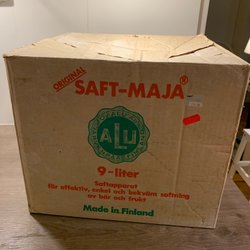 ORIGINAL
SAFT-MAJA®
ALU
9-liter
Saftapparat
för effektiv, enkel och bekväm saftning
av bär och frukt
Made in Finland